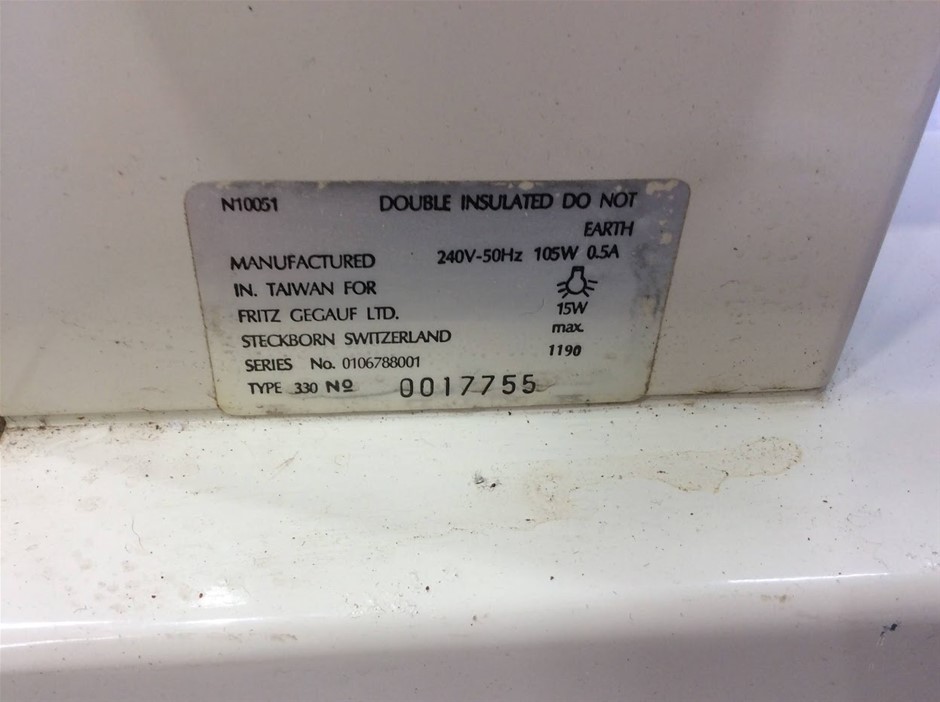 N10051 DOUBLE INSULATED DO NOT
EARTH
MANUFACTURED 240V-50Hz 105W 0.5A
IN. TAIWAN FOR
FRITZ GEGAUF LTD. 15W
STECKBORN SWITZERLAND max.
SERIES No. 0106788001 1190
TYPE 330 No 0017755